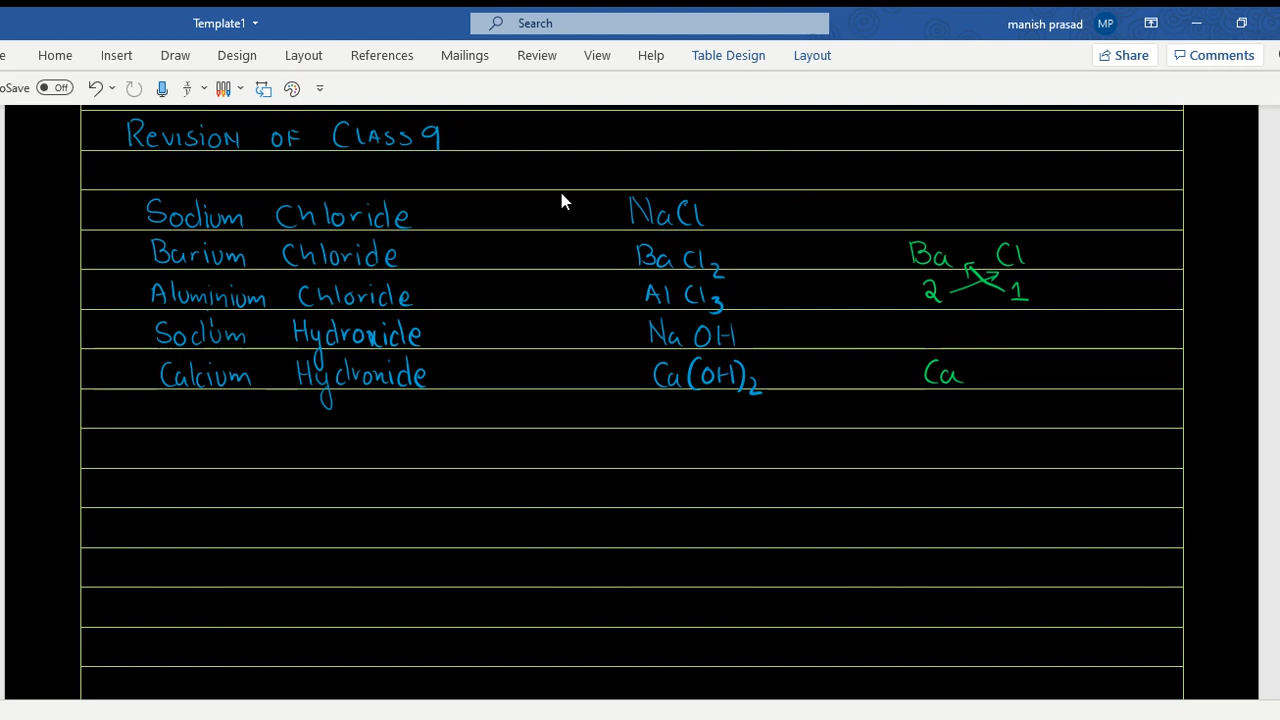 Template1
Search
manish prasad MP
Home Insert Draw Design Layout References Mailings Review View Help Table Design Layout Share Comments
oSave Off
Revision of Class 9
Sodium Chloride NaCl
Barium Chloride BaCl2 Ba Cl
2 1
Aluminium Chloride AlCl3
Sodium Hydroxide NaOH
Calcium Hydroxide Ca(OH)2 Ca